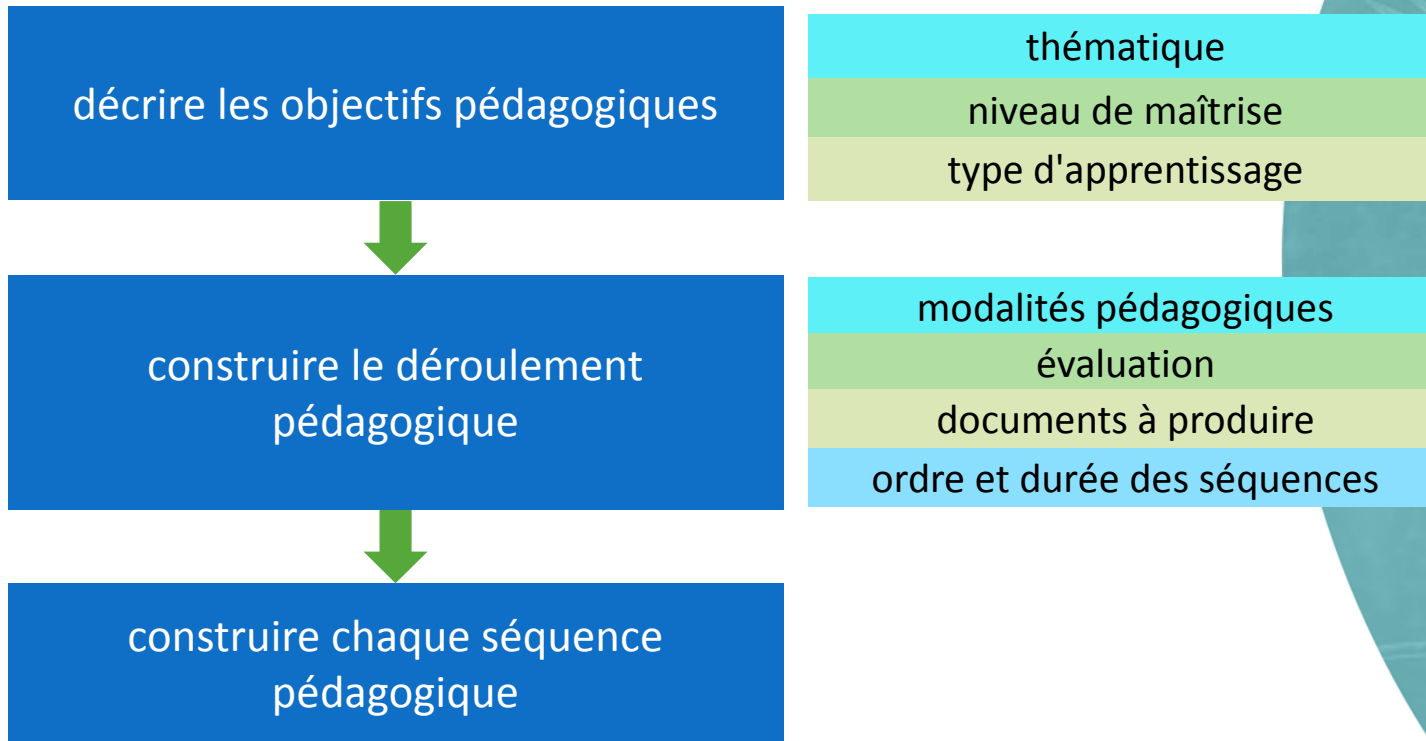 décrire les objectifs pédagogiques
thématique
niveau de maîtrise
type d'apprentissage
construire le déroulement
pédagogique
modalités pédagogiques
évaluation
documents à produire
ordre et durée des séquences
construire chaque séquence
pédagogique